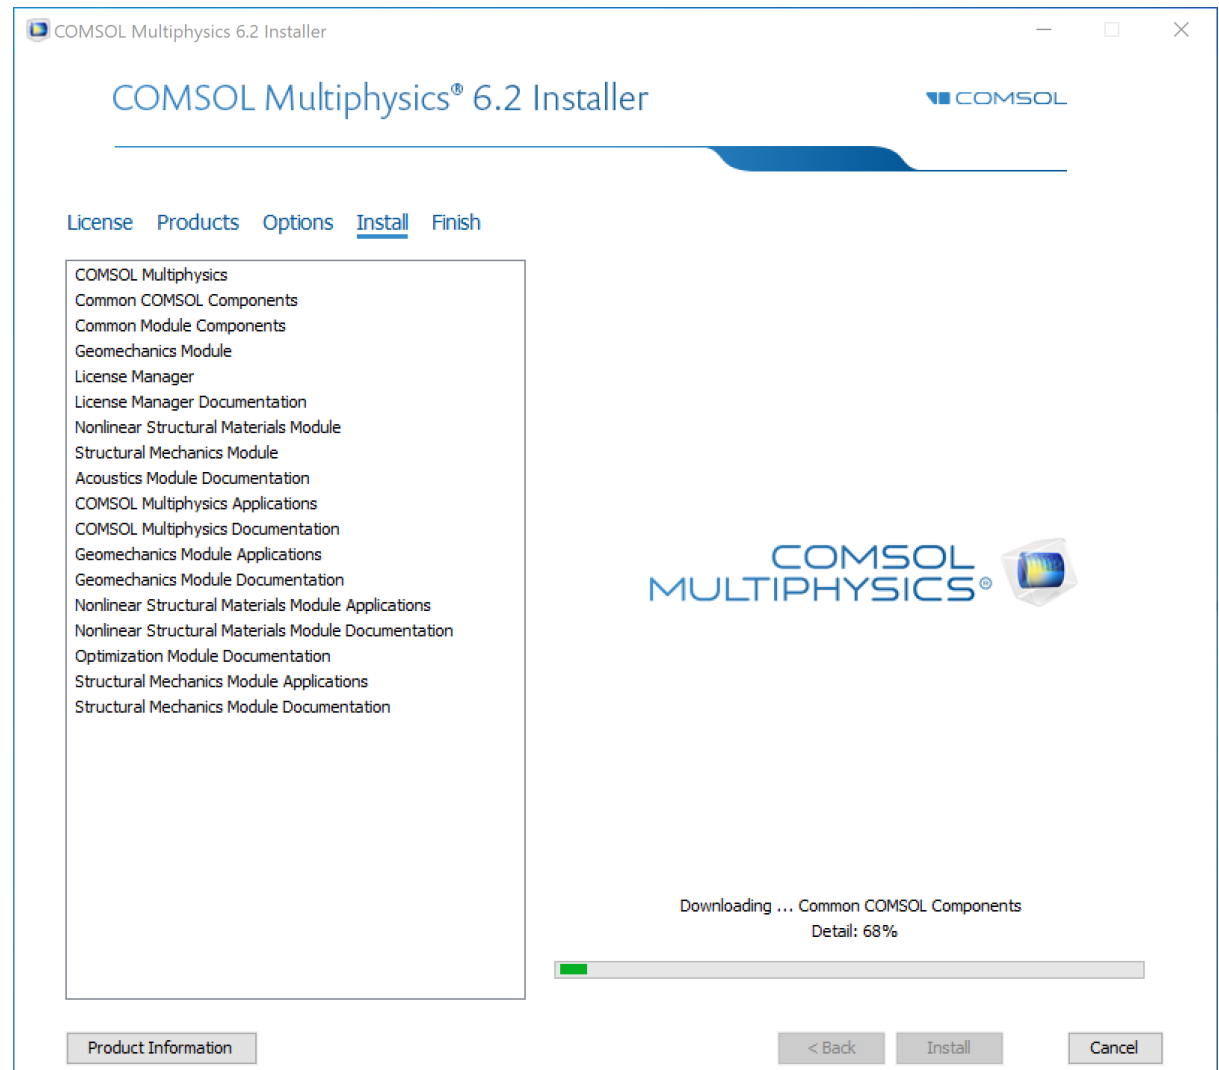 COMSOL Multiphysics 6.2 Installer
COMSOL Multiphysics® 6.2 Installer
COMSOL
License Products Options Install Finish
COMSOL Multiphysics
Common COMSOL Components
Common Module Components
Geomechanics Module
License Manager
License Manager Documentation
Nonlinear Structural Materials Module
Structural Mechanics Module
Acoustics Module Documentation
COMSOL Multiphysics Applications
COMSOL Multiphysics Documentation
Geomechanics Module Applications
Geomechanics Module Documentation
Nonlinear Structural Materials Module Applications
Nonlinear Structural Materials Module Documentation
Optimization Module Documentation
Structural Mechanics Module Applications
Structural Mechanics Module Documentation
COMSOL
MULTIPHYSICS®
Downloading ... Common COMSOL Components
Detail: 68%
Product Information
< Back
Install
Cancel